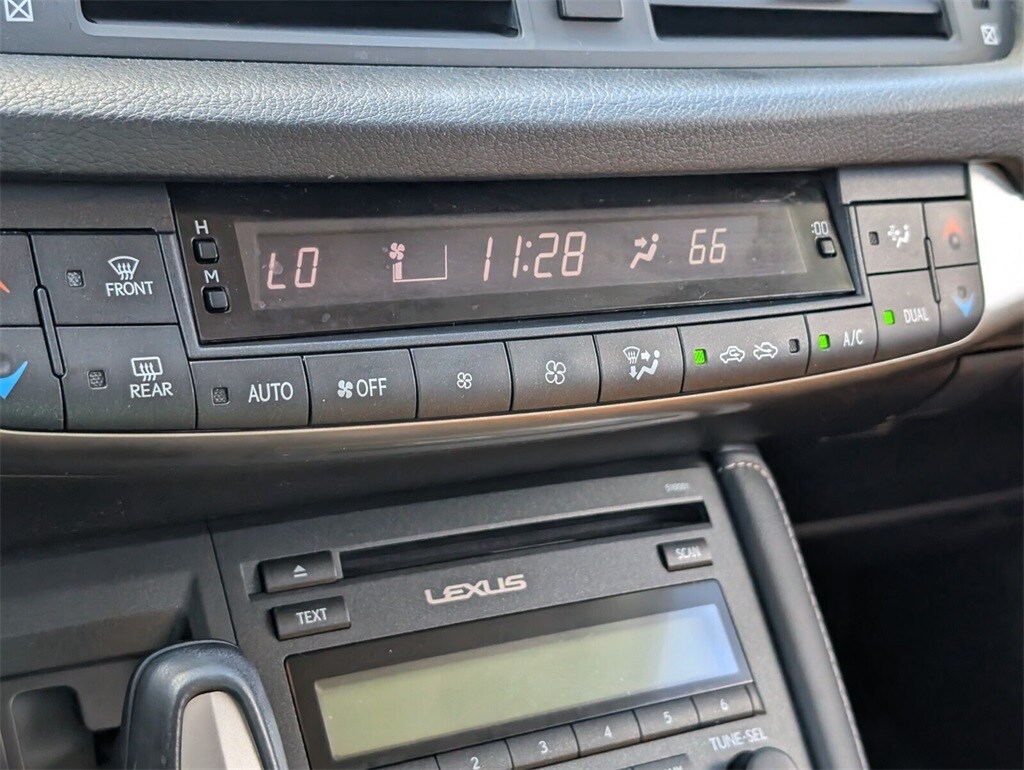 H
M
LO 11:28 66
:00
FRONT
REAR
AUTO
OFF
A/C
DUAL
SCAN
LEXUS
TEXT
2 3 4 5 6
TUNE·SEL